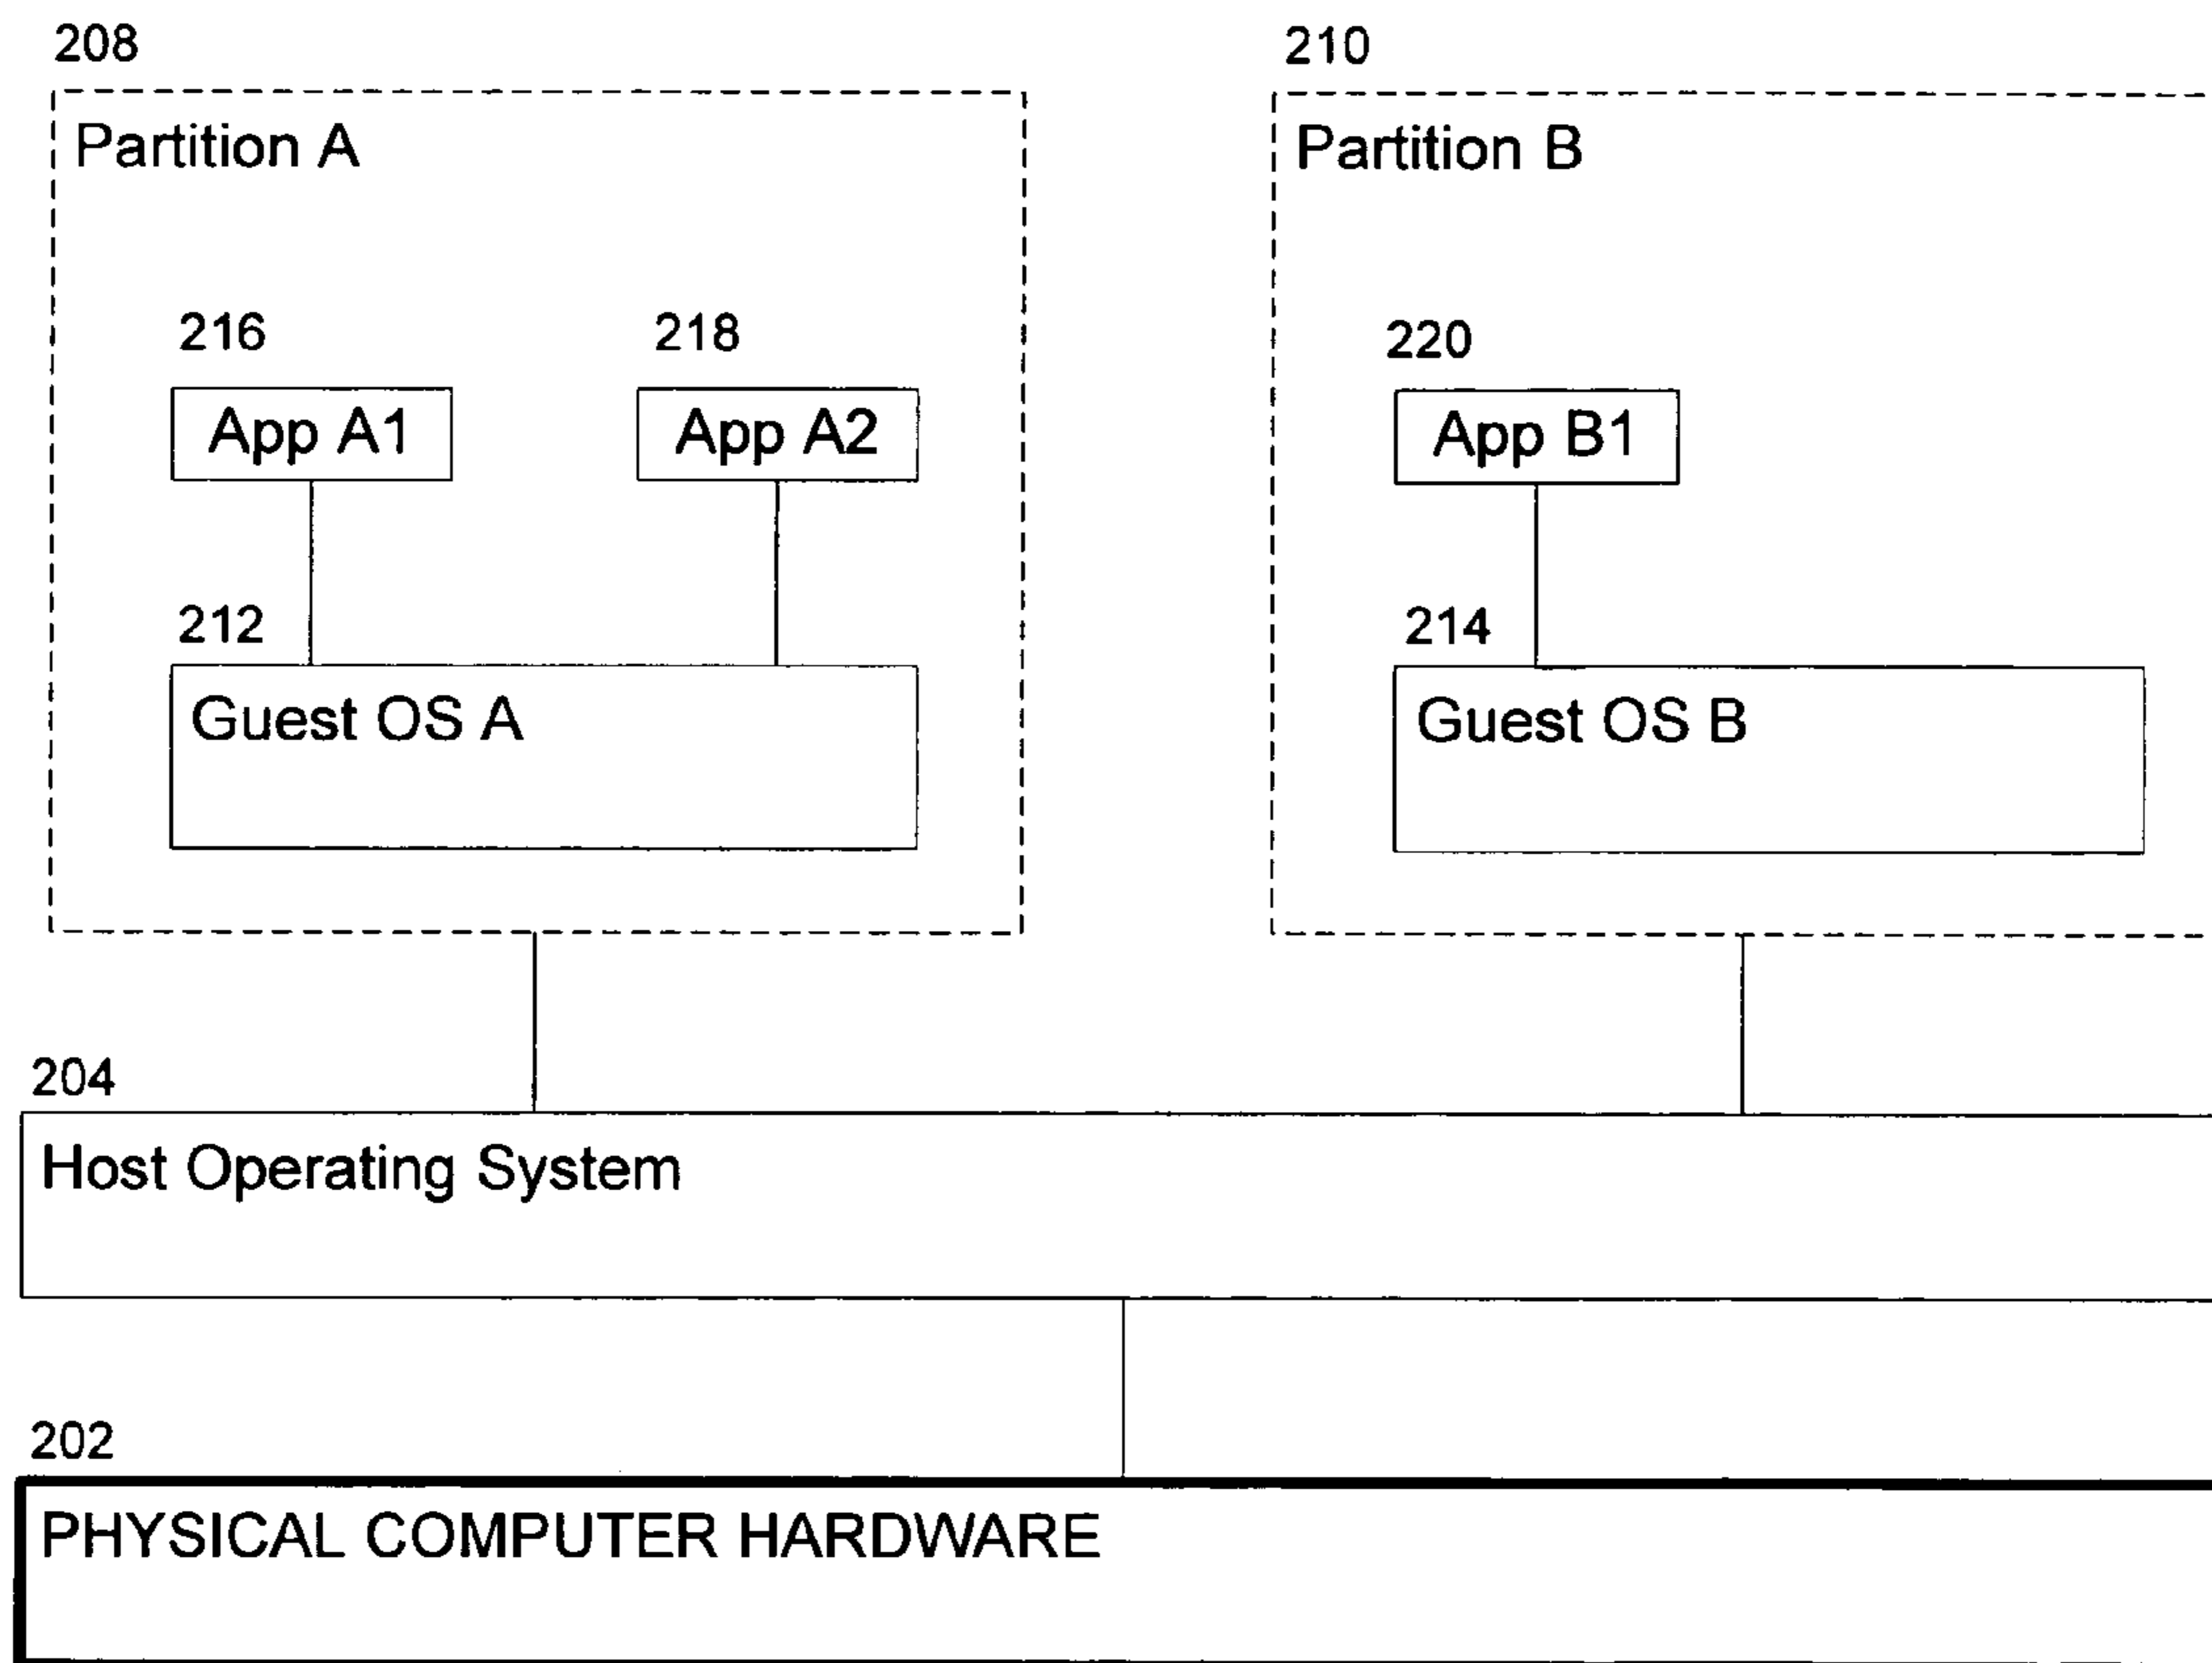 208
210
Partition A
Partition B
216
218
220
App A1
App A2
App B1
212
214
Guest OS A
Guest OS B
204
Host Operating System
202
PHYSICAL COMPUTER HARDWARE